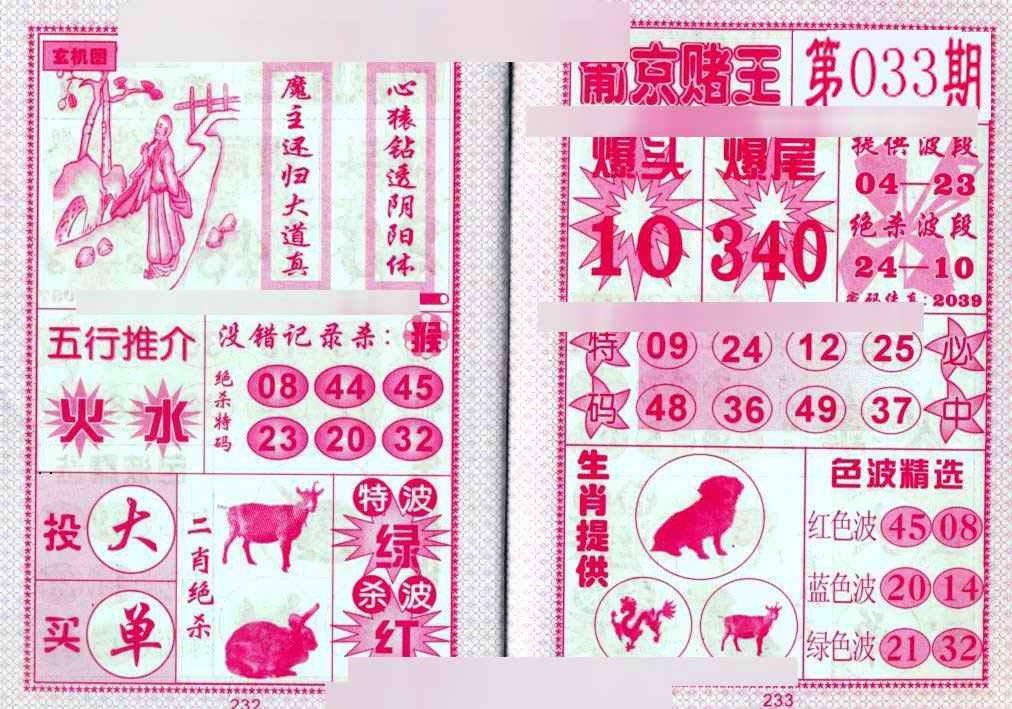 玄机图
魔主还归大道真
心猿钻透阴阳体
五行推介
火 水
没错记录杀：猴
绝杀特码
08 44 45
23 20 32
投 大
买 单
二肖绝杀
特波
绿
杀波
红
232
葡京赌王
第033期
爆头
10
爆尾
340
提供波段
04—23
绝杀波段
24—10
密码传真：2039
特码
09 24 12 25
48 36 49 37
必中
生肖提供
色波精选
红色波 45 08
蓝色波 20 14
绿色波 21 32
233